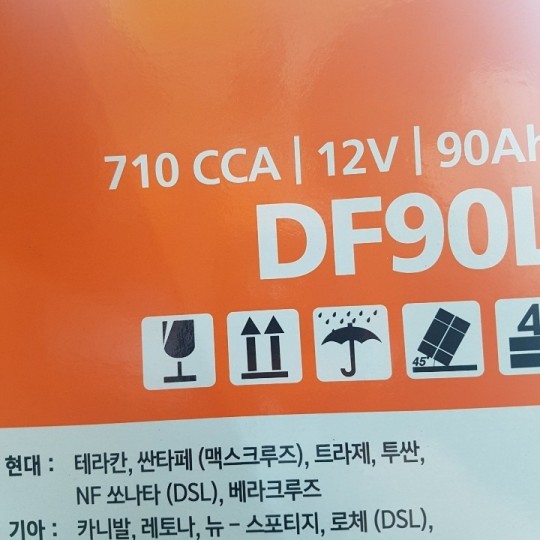 710 CCA | 12V | 90Ah
DF90L
45°
4
현대 : 테라칸, 싼타페 (맥스크루즈), 트라제, 투싼,
NF 쏘나타 (DSL), 베라크루즈
기아 : 카니발, 레토나, 뉴 – 스포티지, 로체 (DSL),